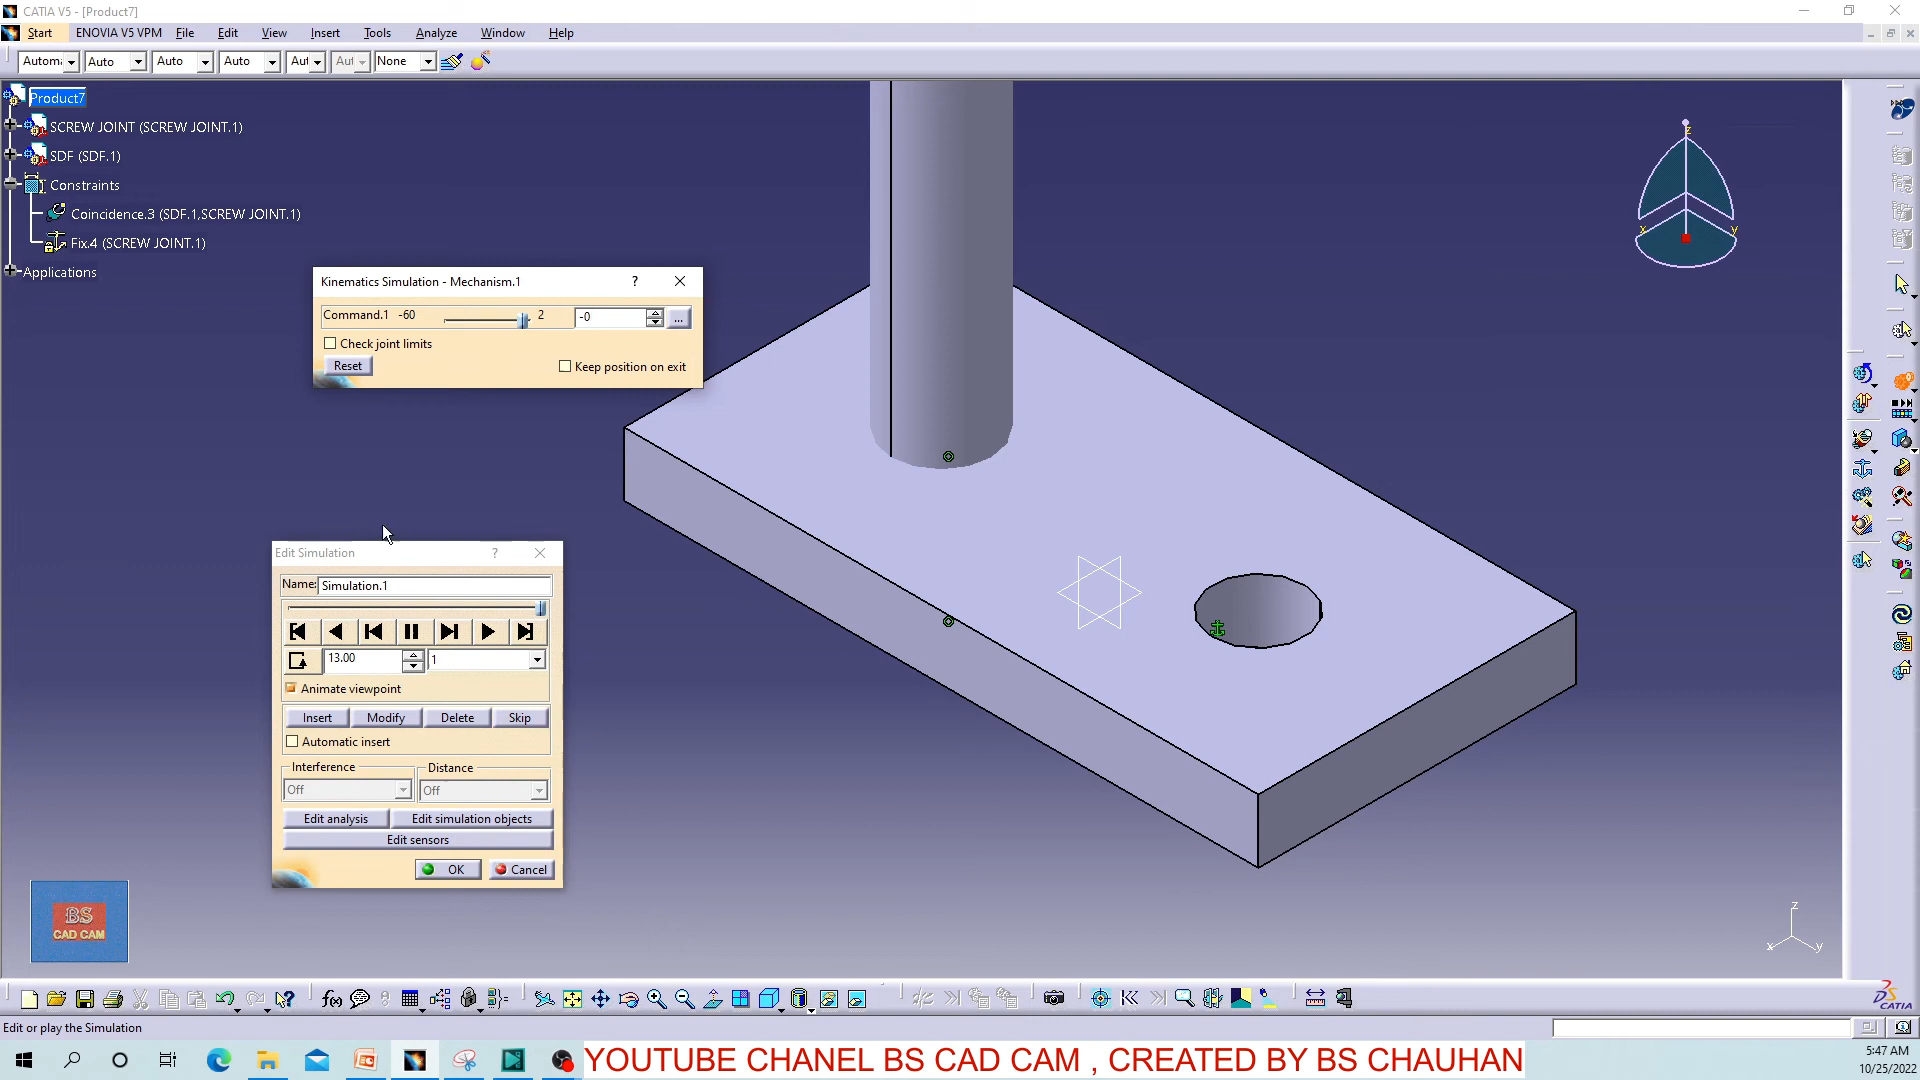 CATIA V5 - [Product7]
Start ENOVIA V5 VPM File Edit View Insert Tools Analyze Window Help
Autom Auto Auto Auto Aut Aut None
Product7
SCREW JOINT (SCREW JOINT.1)
SDF (SDF.1)
Constraints
Coincidence.3 (SDF.1,SCREW JOINT.1)
Fix.4 (SCREW JOINT.1)
Applications
Kinematics Simulation - Mechanism.1 ?
Command.1 -60 2 -0 ...
Check joint limits
Reset Keep position on exit
Edit Simulation ?
Name: Simulation.1
13.00 1
Animate viewpoint
Insert Modify Delete Skip
Automatic insert
Interference Distance
Off Off
Edit analysis Edit simulation objects
Edit sensors
OK Cancel
z
x y
BS
CAD CAM
z
x y
f(x)
CATIA
Edit or play the Simulation
YOUTUBE CHANEL BS CAD CAM , CREATED BY BS CHAUHAN
5:47 AM
10/25/2022